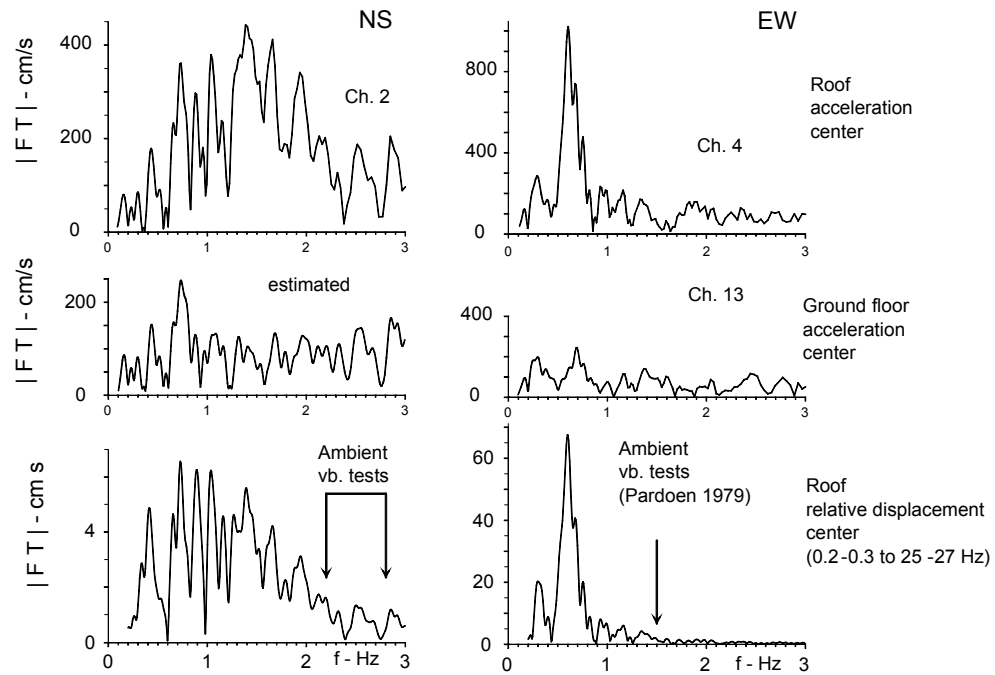 NS
EW
| F T | - cm/s
400
200
0
Ch. 2
0 1 2 3
800
400
0
Ch. 4
0 1 2 3
Roof
acceleration
center
| F T | - cm/s
200
0
estimated
0 1 2 3
400
0
Ch. 13
0 1 2 3
Ground floor
acceleration
center
| F T | - cm s
4
0
Ambient
vb. tests
0 1 2 f - Hz 3
60
40
20
0
Ambient
vb. tests
(Pardoen 1979)
0 1 2 f - Hz 3
Roof
relative displacement
center
(0.2 -0.3 to 25 -27 Hz)